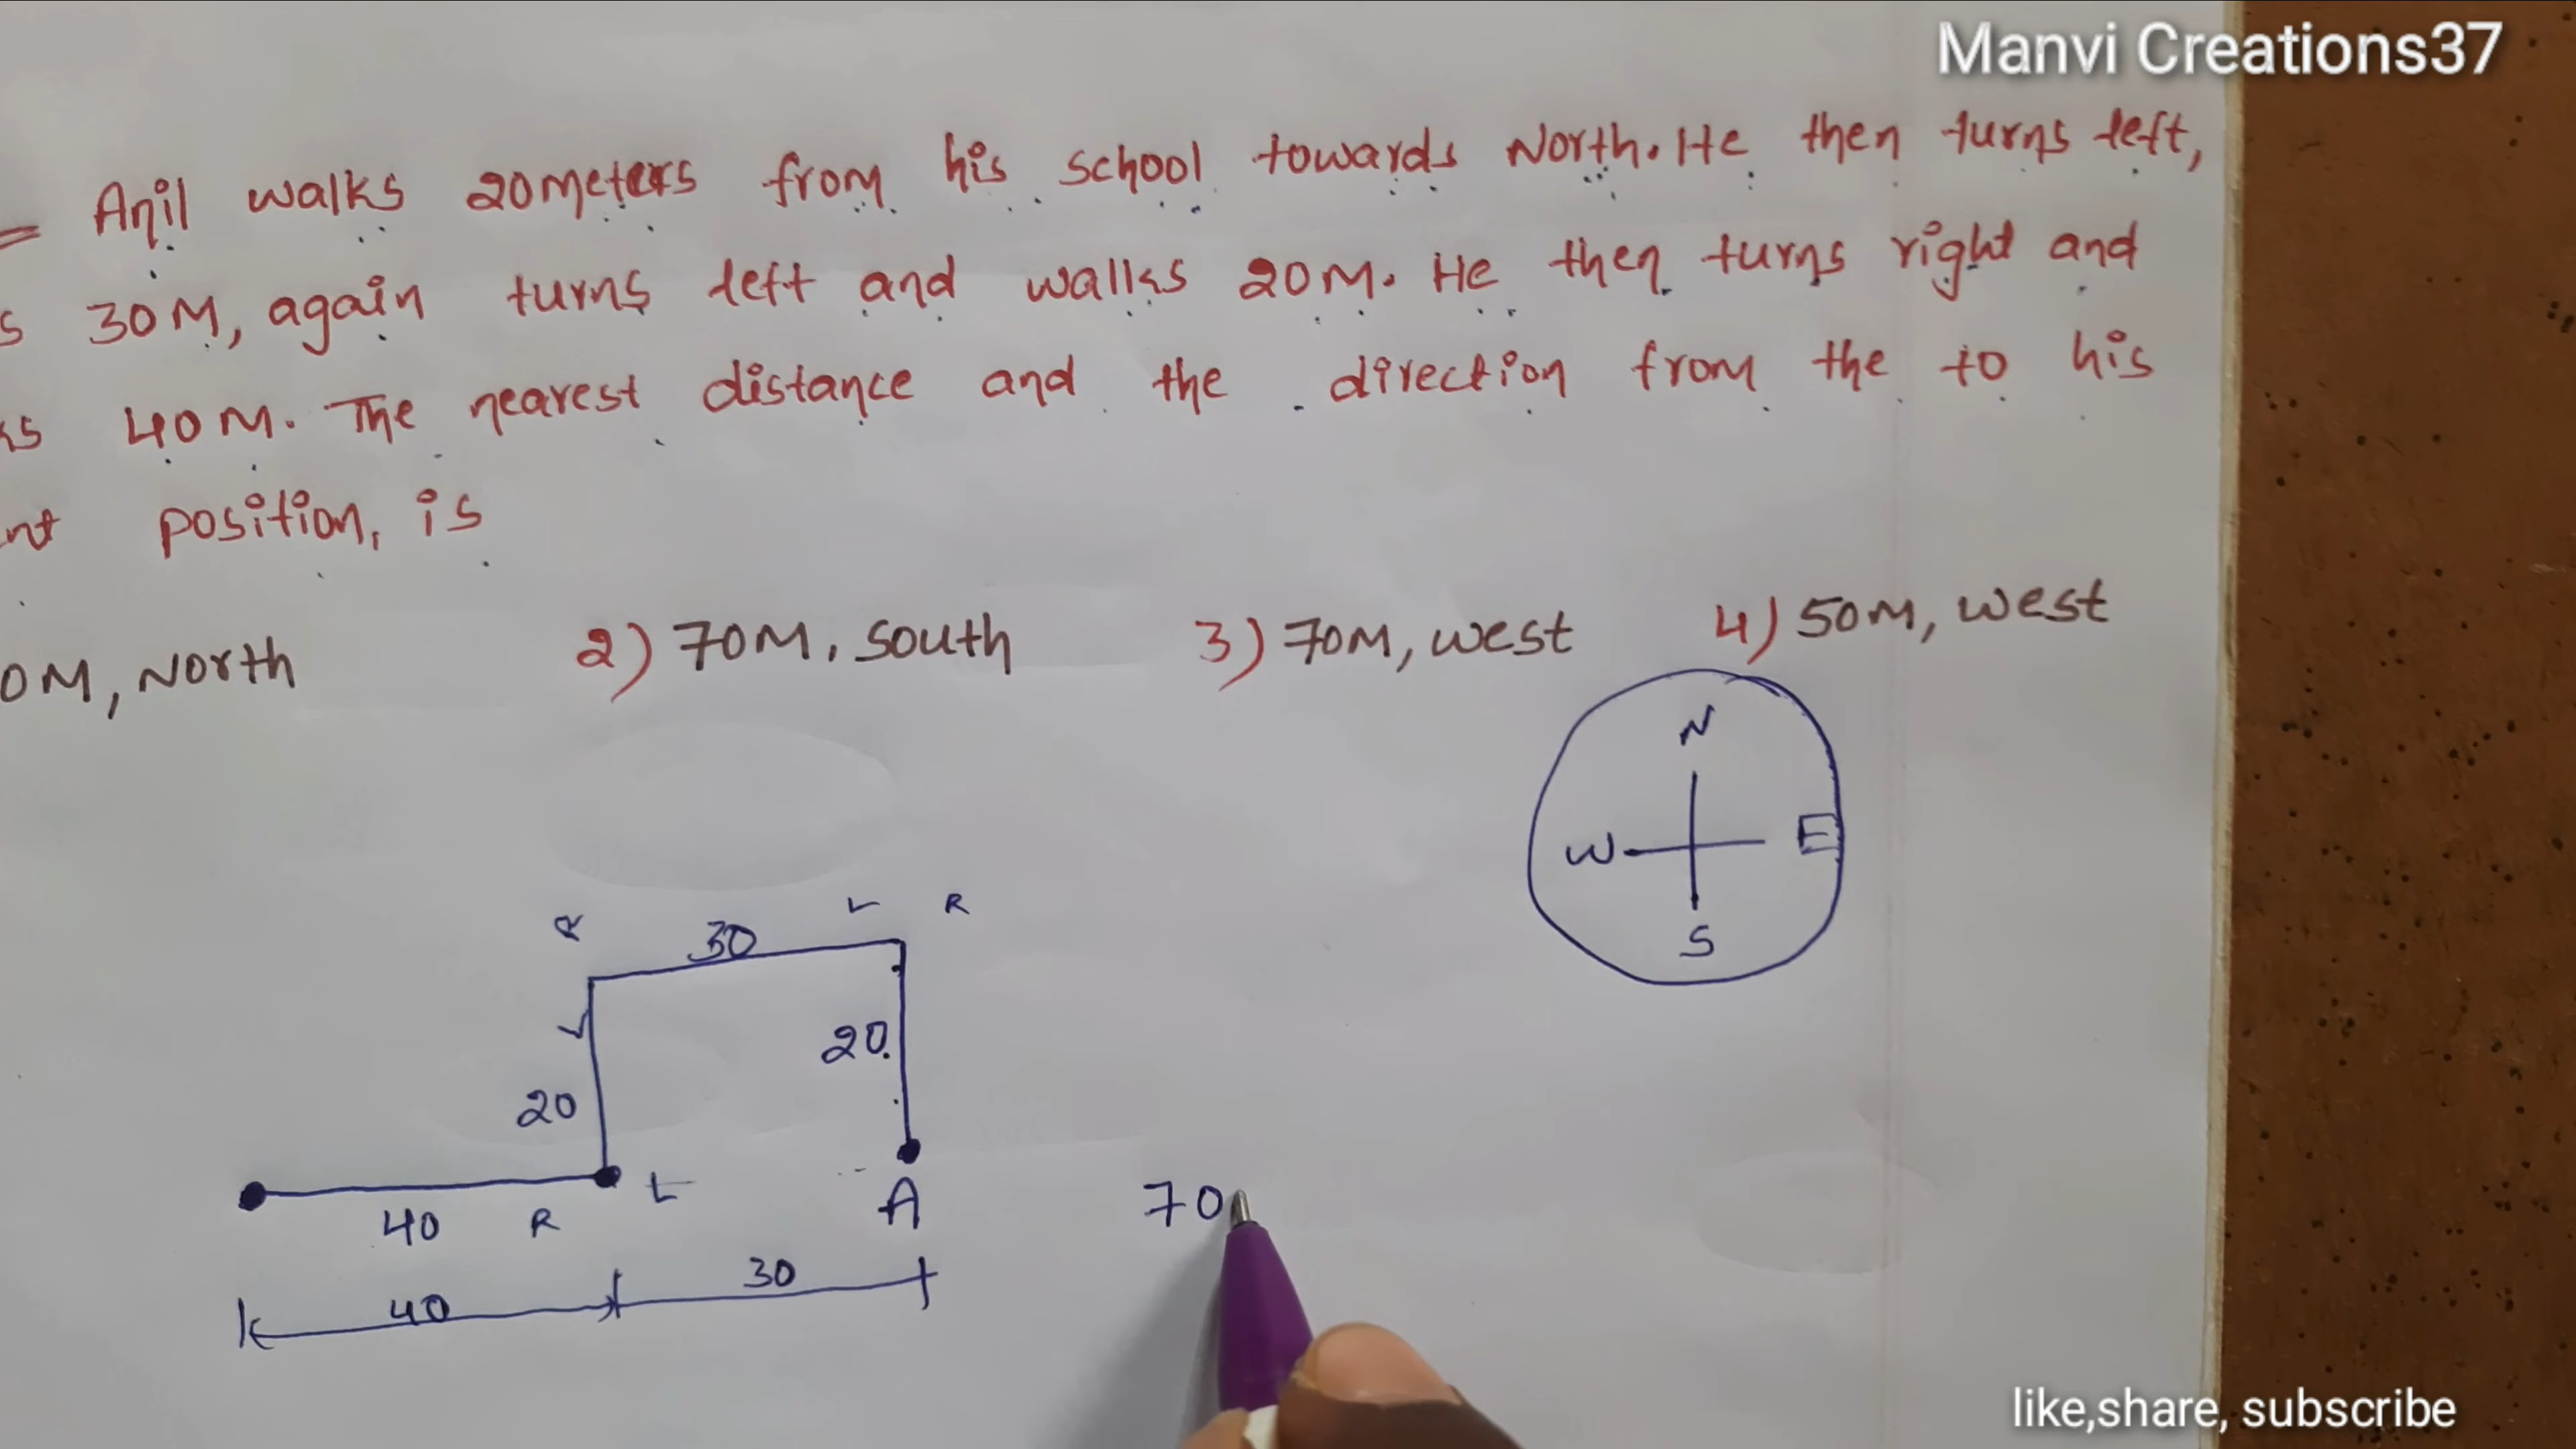 Manvi Creations37
Anil walks 20meters from his school towards North. He then turns left,
s 30M, again turns left and walks 20M. He then turns right and
ks 40M. The nearest distance and the direction from the to his
nt position, is
0M, North 2) 70M, south 3) 70M, west 4) 50M, west
N
W E
S
L R
30
20
20
L
40 R A
70
30
40
like,share, subscribe